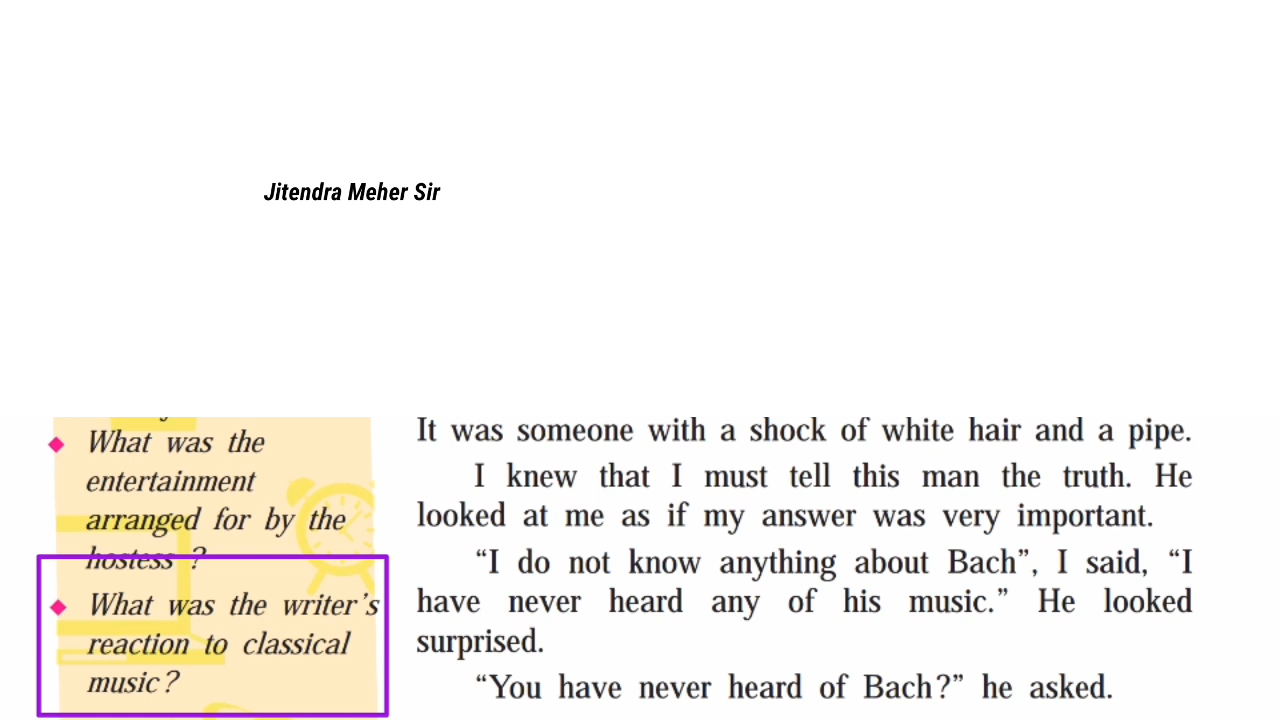 Jitendra Meher Sir
What was the
entertainment
arranged for by the
hostess ?
What was the writer's
reaction to classical
music ?
It was someone with a shock of white hair and a pipe.
I knew that I must tell this man the truth. He
looked at me as if my answer was very important.
“I do not know anything about Bach”, I said, “I
have never heard any of his music.” He looked
surprised.
“You have never heard of Bach?” he asked.